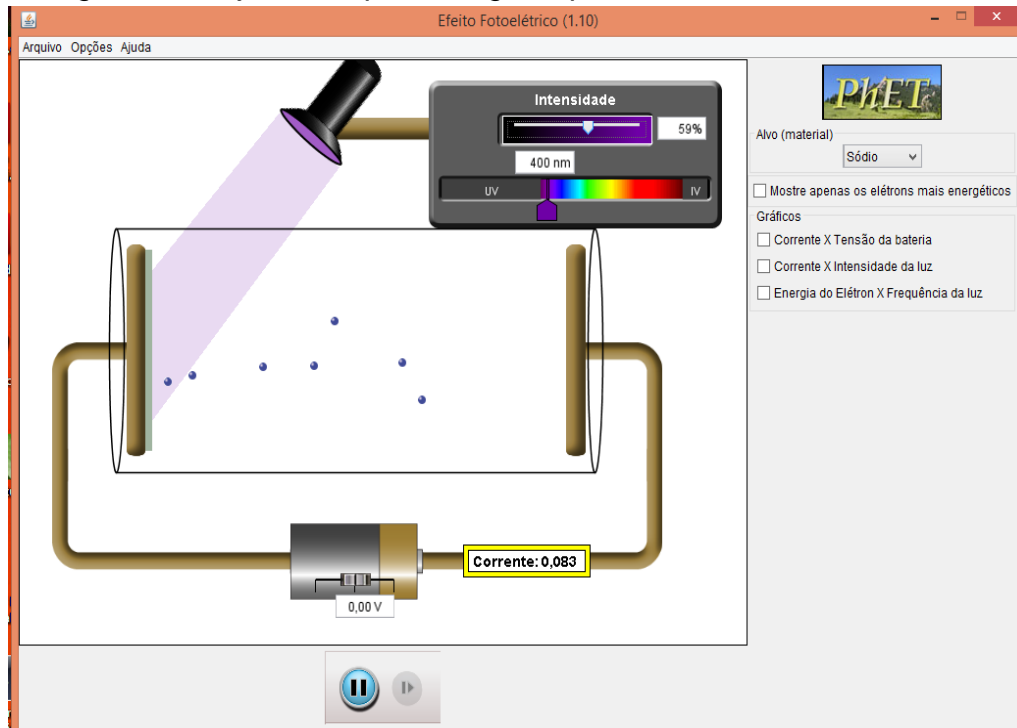 Efeito Fotoelétrico (1.10)
Arquivo Opções Ajuda
Intensidade
59%
400 nm
UV
IV
PhET
Alvo (material)
Sódio
Mostre apenas os elétrons mais energéticos
Gráficos
Corrente X Tensão da bateria
Corrente X Intensidade da luz
Energia do Elétron X Frequência da luz
Corrente: 0,083
0,00 V